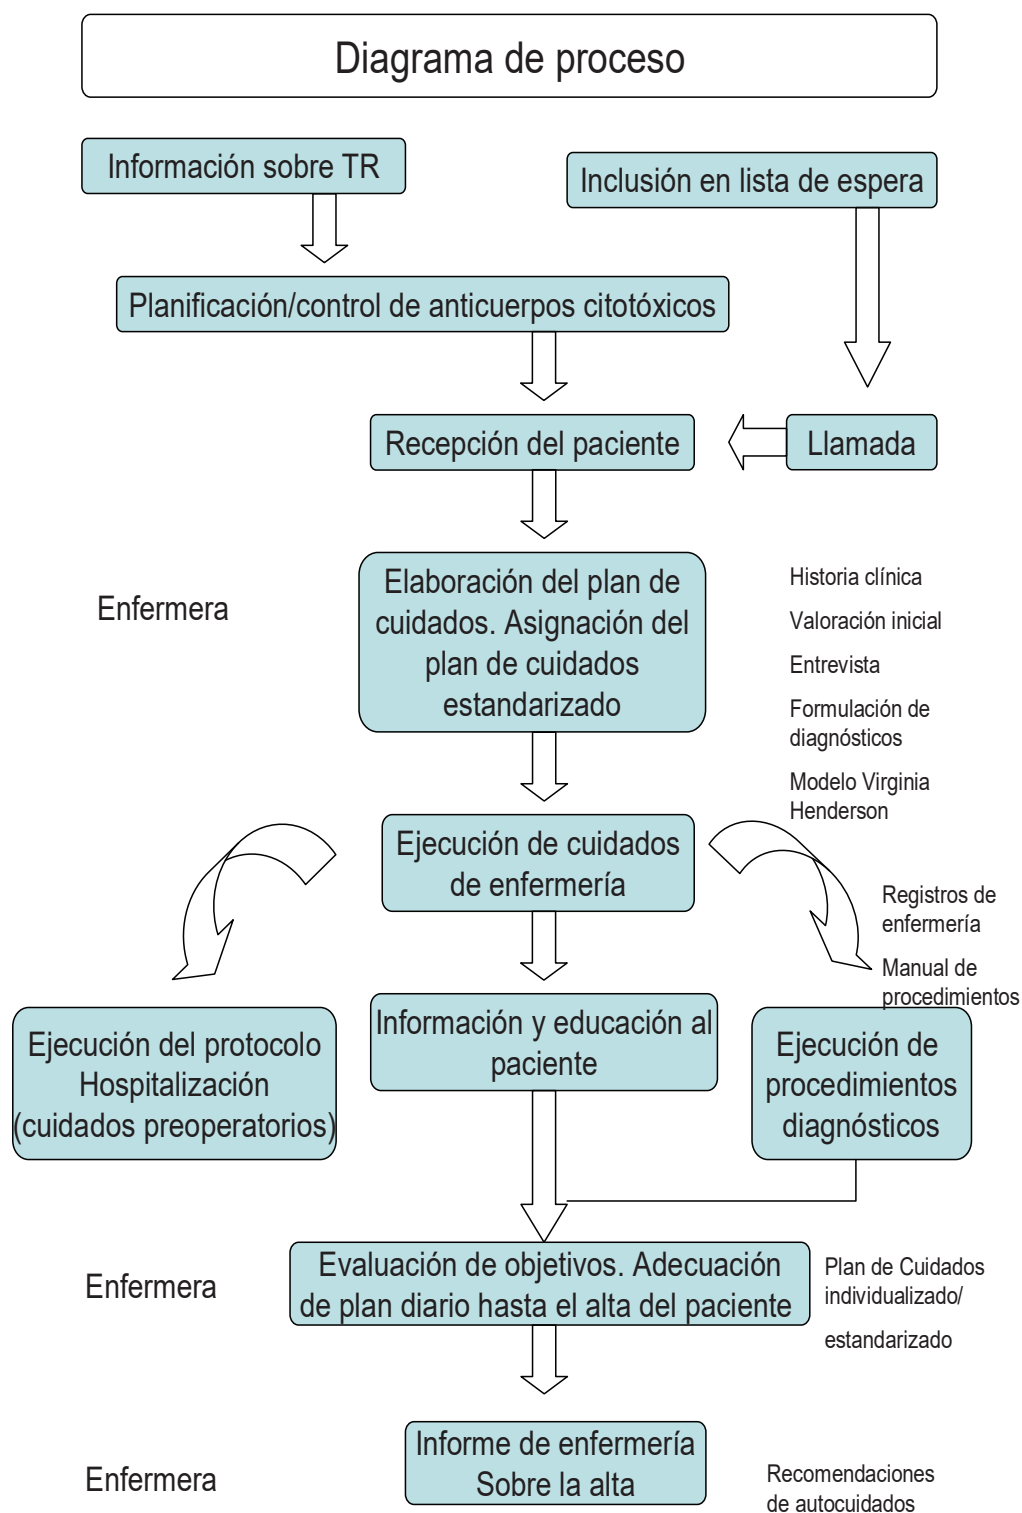 Diagrama de proceso
Información sobre TR
Inclusión en lista de espera
Planificación/control de anticuerpos citotóxicos
Recepción del paciente
Llamada
Enfermera
Elaboración del plan de
cuidados. Asignación del
plan de cuidados
estandarizado
Historia clínica
Valoración inicial
Entrevista
Formulación de
diagnósticos
Modelo Virginia
Henderson
Ejecución de cuidados
de enfermería
Registros de
enfermería
Manual de
procedimientos
Ejecución del protocolo
Hospitalización
(cuidados preoperatorios)
Información y educación al
paciente
Ejecución de
procedimientos
diagnósticos
Enfermera
Evaluación de objetivos. Adecuación
de plan diario hasta el alta del paciente
Plan de Cuidados
individualizado/
estandarizado
Enfermera
Informe de enfermería
Sobre la alta
Recomendaciones
de autocuidados